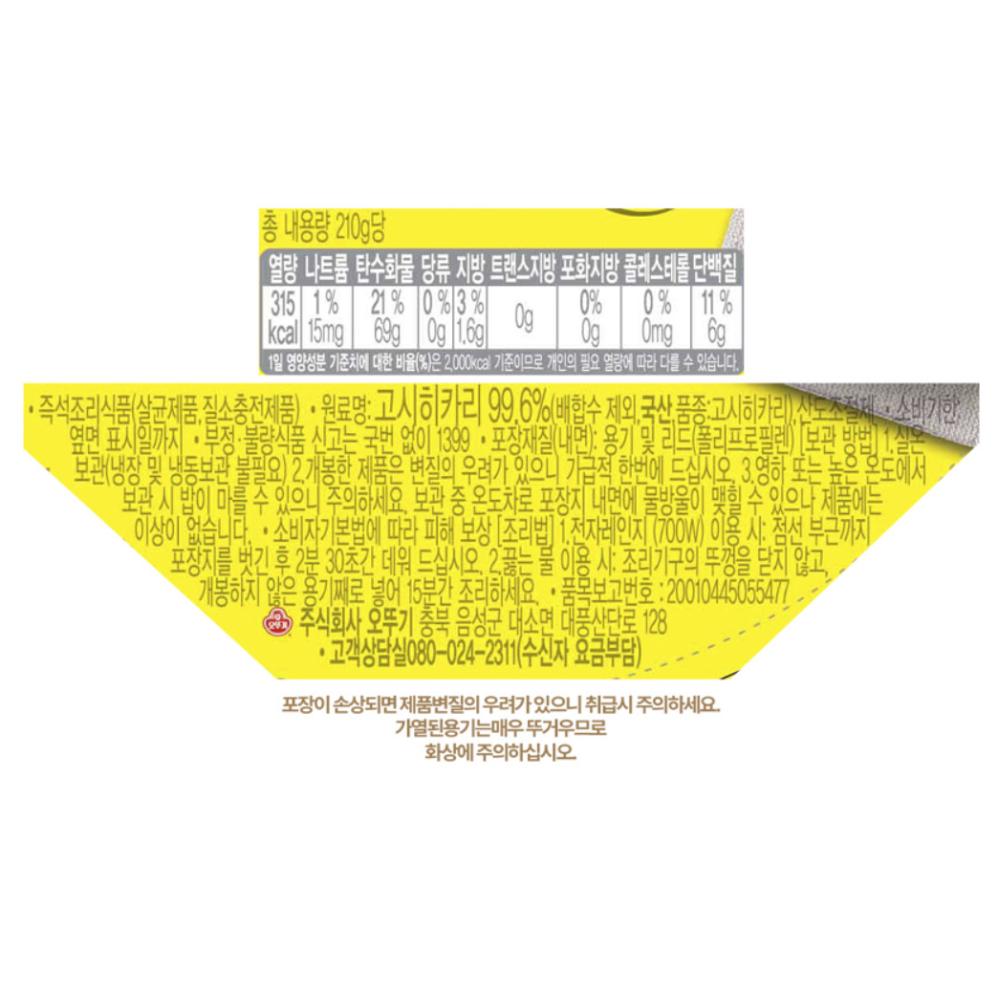 총 내용량 210g당
열량 나트륨 탄수화물 당류 지방 트랜스지방 포화지방 콜레스테롤 단백질
315 kcal 1% 15mg 21% 69g 0% 0g 3% 1.6g 0g 0% 0g 0% 0mg 11% 6g
1일 영양성분 기준치에 대한 비율(%)은 2,000kcal 기준이므로 개인의 필요 열량에 따라 다를 수 있습니다.
• 즉석조리식품(살균제품,질소충전제품) • 원료명: 고시히카리 99.6%(배합수 제외,국산 품종:고시히카리),산도조절제 • 소비기한
옆면 표시일까지 • 부정·불량식품 신고는 국번 없이 1399 • 포장재질(내면): 용기 및 리드(폴리프로필렌) [보관 방법] 1.실온
보관(냉장 및 냉동보관 불필요) 2.개봉한 제품은 변질의 우려가 있으니 가급적 한번에 드십시오. 3.영하 또는 높은 온도에서
보관 시 밥이 마를 수 있으니 주의하세요. 보관 중 온도차로 포장지 내면에 물방울이 맺힐 수 있으나 제품에는
이상이 없습니다. • 소비자기본법에 따라 피해 보상 [조리법] 1.전자레인지(700W) 이용 시: 점선 부근까지
포장지를 벗긴 후 2분 30초간 데워 드십시오. 2.끓는 물 이용 시: 조리기구의 뚜껑을 닫지 않고,
개봉하지 않은 용기째로 넣어 15분간 조리하세요. • 품목보고번호 : 20010445055477
오뚜기 주식회사 오뚜기 충북 음성군 대소면 대풍산단로 128
• 고객상담실080-024-2311(수신자 요금부담)
포장이 손상되면 제품변질의 우려가 있으니 취급시 주의하세요.
가열된용기는매우 뚜거우므로
화상에 주의하십시오.